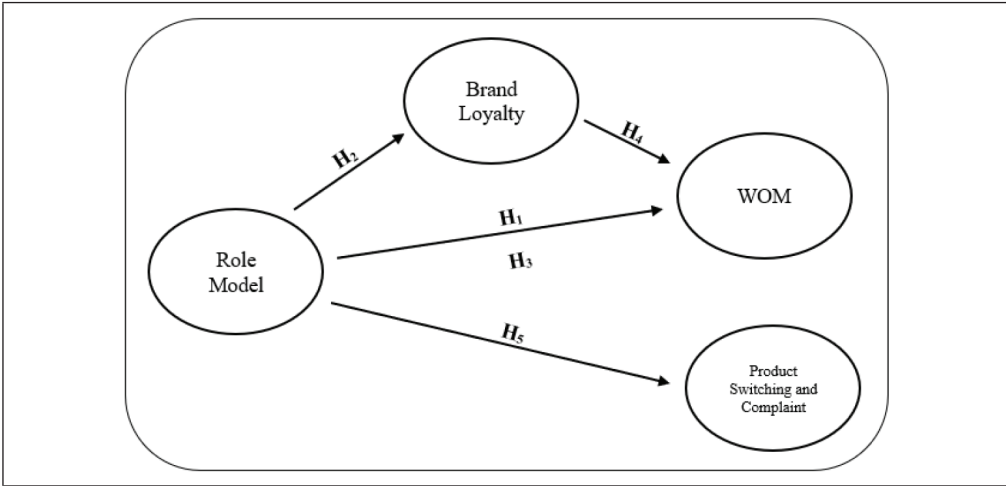 Brand
Loyalty
H₂
H₄
WOM
H₁
H₃
Role
Model
H₅
Product
Switching and
Complaint